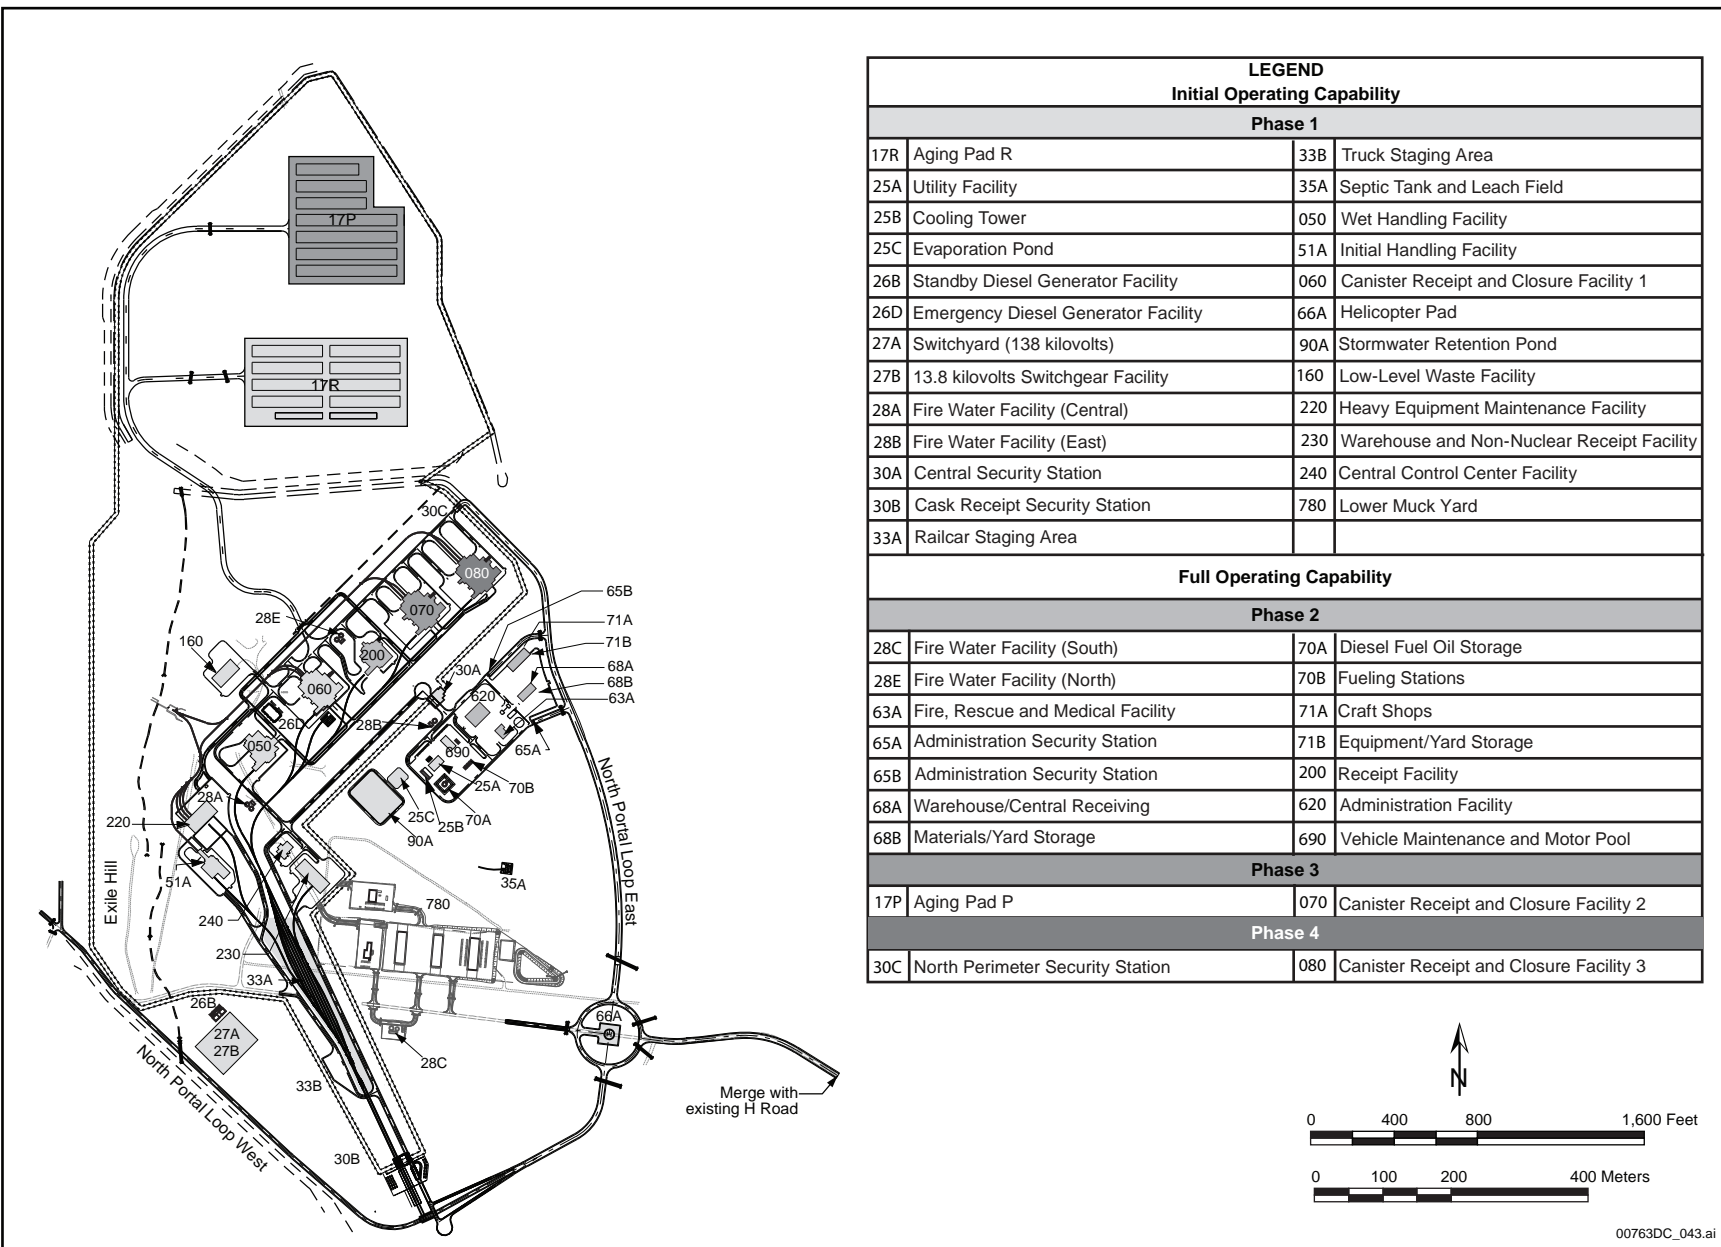 LEGEND
Initial Operating Capability
Phase 1
17R Aging Pad R 33B Truck Staging Area
25A Utility Facility 35A Septic Tank and Leach Field
25B Cooling Tower 050 Wet Handling Facility
25C Evaporation Pond 51A Initial Handling Facility
26B Standby Diesel Generator Facility 060 Canister Receipt and Closure Facility 1
26D Emergency Diesel Generator Facility 66A Helicopter Pad
27A Switchyard (138 kilovolts) 90A Stormwater Retention Pond
27B 13.8 kilovolts Switchgear Facility 160 Low-Level Waste Facility
28A Fire Water Facility (Central) 220 Heavy Equipment Maintenance Facility
28B Fire Water Facility (East) 230 Warehouse and Non-Nuclear Receipt Facility
30A Central Security Station 240 Central Control Center Facility
30B Cask Receipt Security Station 780 Lower Muck Yard
33A Railcar Staging Area
Full Operating Capability
Phase 2
28C Fire Water Facility (South) 70A Diesel Fuel Oil Storage
28E Fire Water Facility (North) 70B Fueling Stations
63A Fire, Rescue and Medical Facility 71A Craft Shops
65A Administration Security Station 71B Equipment/Yard Storage
65B Administration Security Station 200 Receipt Facility
68A Warehouse/Central Receiving 620 Administration Facility
68B Materials/Yard Storage 690 Vehicle Maintenance and Motor Pool
Phase 3
17P Aging Pad P 070 Canister Receipt and Closure Facility 2
Phase 4
30C North Perimeter Security Station 080 Canister Receipt and Closure Facility 3
17P
17R
30C
080
65B
070
28E
71A
160
71B
200
68A
30A
68B
060
620
63A
26D
28B
050
690
65A
25A
70B
28A
25C
25B
70A
220
90A
51A
35A
Exile Hill
North Portal Loop East
780
240
230
33A
26B
66A
27A
27B
28C
33B
North Portal Loop West
Merge with
existing H Road
30B
N
0 400 800 1,600 Feet
0 100 200 400 Meters
00763DC_043.ai